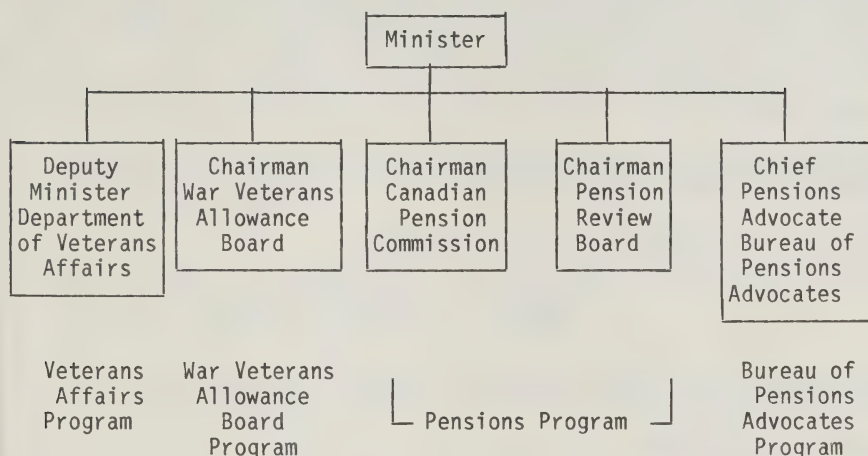 Minister
Deputy
Minister
Department
of Veterans
Affairs
Chairman
War Veterans
Allowance
Board
Chairman
Canadian
Pension
Commission
Chairman
Pension
Review
Board
Chief
Pensions
Advocate
Bureau of
Pensions
Advocates
Veterans
Affairs
Program
War Veterans
Allowance
Board
Program
Pensions Program
Bureau of
Pensions
Advocates
Program